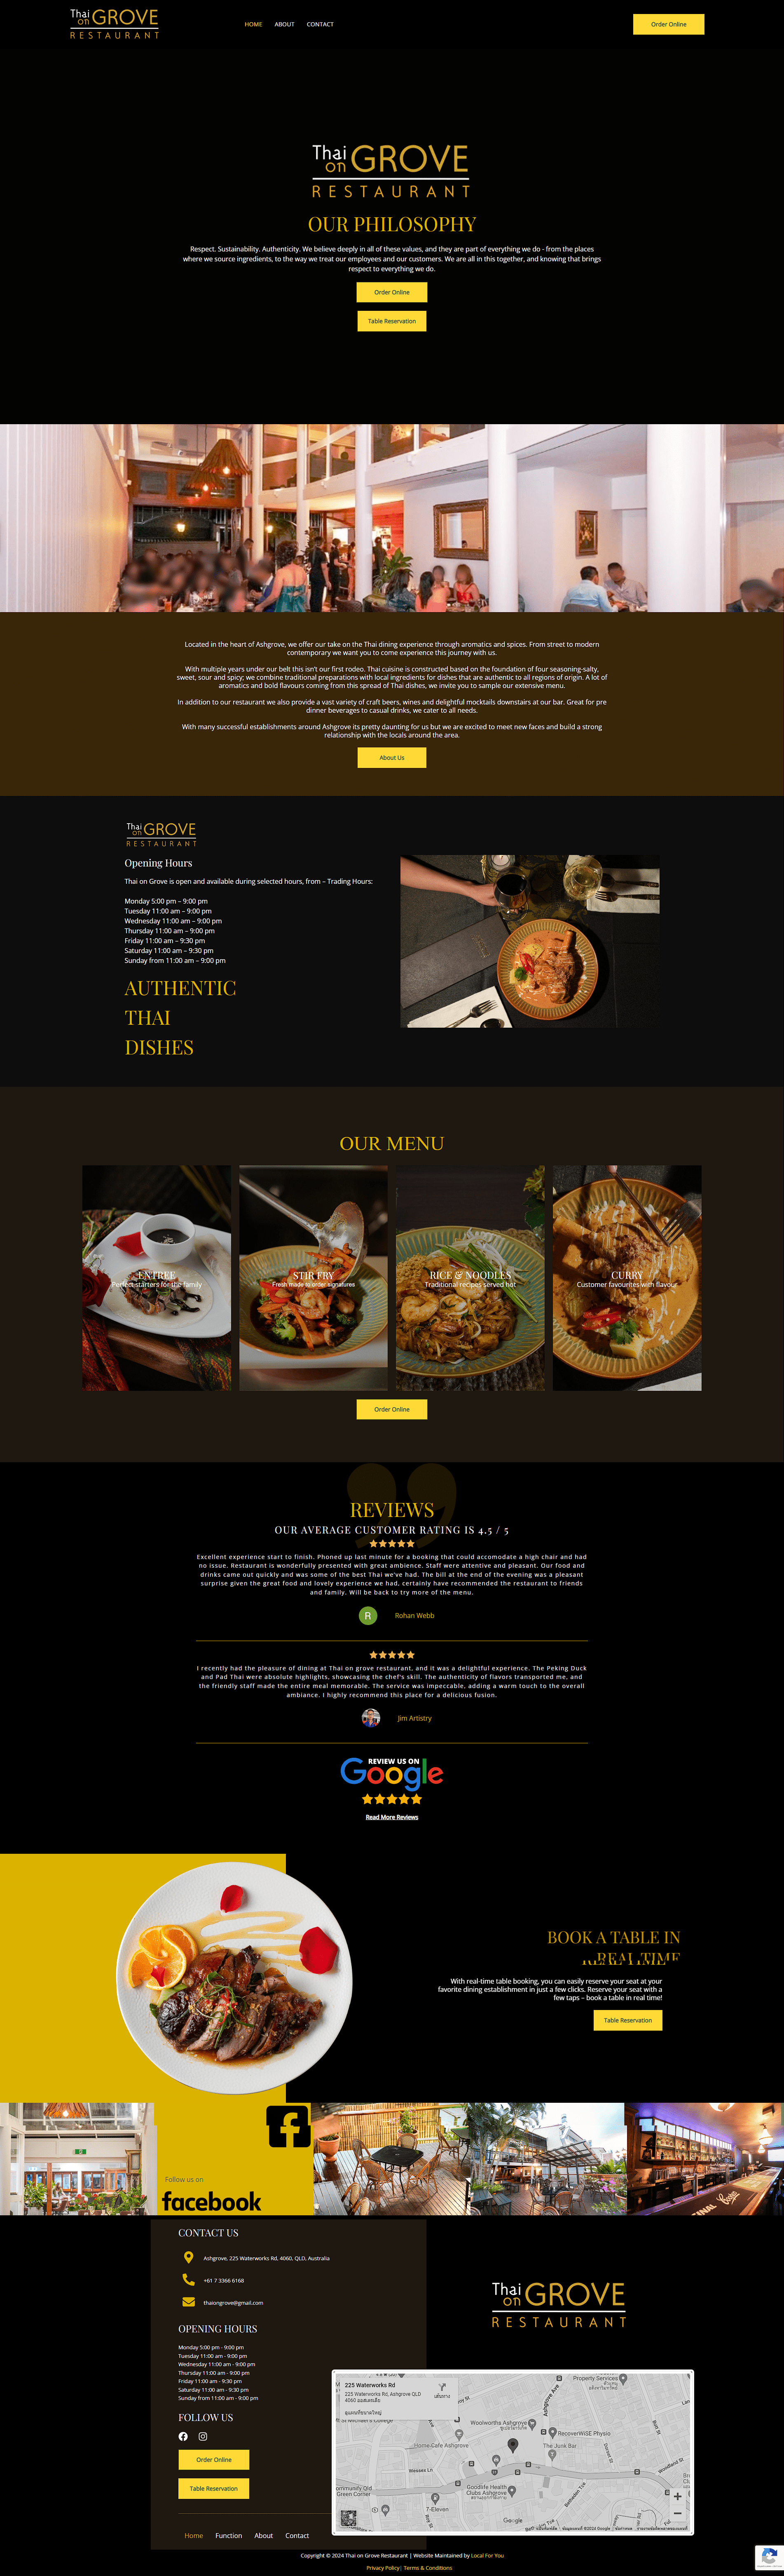 Thai on GROVE
RESTAURANT
HOME ABOUT CONTACT
Order Online
Thai on GROVE
RESTAURANT
OUR PHILOSOPHY
Respect. Sustainability. Authenticity. We believe deeply in all of these values, and they are part of everything we do - from the places
where we source ingredients, to the way we treat our employees and our customers. We are all in this together, and knowing that brings
respect to everything we do.
Order Online
Table Reservation
Located in the heart of Ashgrove, we offer our take on the Thai dining experience through aromatics and spices. From street to modern
contemporary we want you to come experience this journey with us.
With multiple years under our belt this isn't our first rodeo. Thai cuisine is constructed based on the foundation of four seasoning-salty,
sweet, sour and spicy; we combine traditional preparations with local ingredients for dishes that are authentic to all regions of origin. A lot of
aromatics and bold flavours coming from this spread of Thai dishes, we invite you to sample our extensive menu.
In addition to our restaurant we also provide a vast variety of craft beers, wines and delightful mocktails downstairs at our bar. Great for pre
dinner beverages to casual drinks, we cater to all needs.
With many successful establishments around Ashgrove its pretty daunting for us but we are excited to meet new faces and build a strong
relationship with the locals around the area.
About Us
Thai on GROVE
RESTAURANT
Opening Hours
Thai on Grove is open and available during selected hours, from – Trading Hours:
Monday 5:00 pm – 9:00 pm
Tuesday 11:00 am – 9:00 pm
Wednesday 11:00 am – 9:00 pm
Thursday 11:00 am – 9:00 pm
Friday 11:00 am – 9:30 pm
Saturday 11:00 am – 9:30 pm
Sunday from 11:00 am – 9:00 pm
AUTHENTIC
THAI
DISHES
OUR MENU
ENTREE
Perfect starters for the family
STIR FRY
Fresh made to order signatures
RICE & NOODLES
Traditional recipes served hot
CURRY
Customer favourites with flavour
Order Online
REVIEWS
OUR AVERAGE CUSTOMER RATING IS 4,5 / 5
Excellent experience start to finish. Phoned up last minute for a booking that could accomodate a high chair and had
no issue. Restaurant is wonderfully presented with great ambience. Staff were attentive and pleasant. Our food and
drinks came out quickly and was some of the best Thai we've had. The bill at the end of the evening was a pleasant
surprise given the great food and lovely experience we had, certainly have recommended the restaurant to friends
and family. Will be back to try more of the menu.
R
Rohan Webb
I recently had the pleasure of dining at Thai on grove restaurant, and it was a delightful experience. The Peking Duck
and Pad Thai were absolute highlights, showcasing the chef's skill. The authenticity of flavors transported me, and
the friendly staff made the entire meal memorable. The service was impeccable, adding a warm touch to the overall
ambiance. I highly recommend this place for a delicious fusion.
Jim Artistry
REVIEW US ON
Google
Read More Reviews
BOOK A TABLE IN
REAL TIME
With real-time table booking, you can easily reserve your seat at your
favorite dining establishment in just a few clicks. Reserve your seat with a
few taps – book a table in real time!
Table Reservation
Follow us on
facebook
CONTACT US
Ashgrove, 225 Waterworks Rd, 4060, QLD, Australia
+61 7 3366 6168
thaiongrove@gmail.com
OPENING HOURS
Monday 5:00 pm - 9:00 pm
Tuesday 11:00 am - 9:00 pm
Wednesday 11:00 am - 9:00 pm
Thursday 11:00 am - 9:00 pm
Friday 11:00 am - 9:30 pm
Saturday 11:00 am - 9:30 pm
Sunday from 11:00 am - 9:00 pm
FOLLOW US
Order Online
Table Reservation
Home Function About Contact
Thai on GROVE
RESTAURANT
225 Waterworks Rd
225 Waterworks Rd, Ashgrove QLD
4060 ออสเตรเลีย
เส้นทาง
ดูแผนที่ขนาดใหญ่
Property Services
Ashgrove Ave
Woolworths Ashgrove
RecoverWISE Physio
Home Cafe Ashgrove
The Junk Bar
Wessex Ln
Goodlife Health
Clubs Ashgrove
Woodland St
Green Corner
7-Eleven
Google
Copyright © 2024 Thai on Grove Restaurant | Website Maintained by Local For You
Privacy Policy| Terms & Conditions